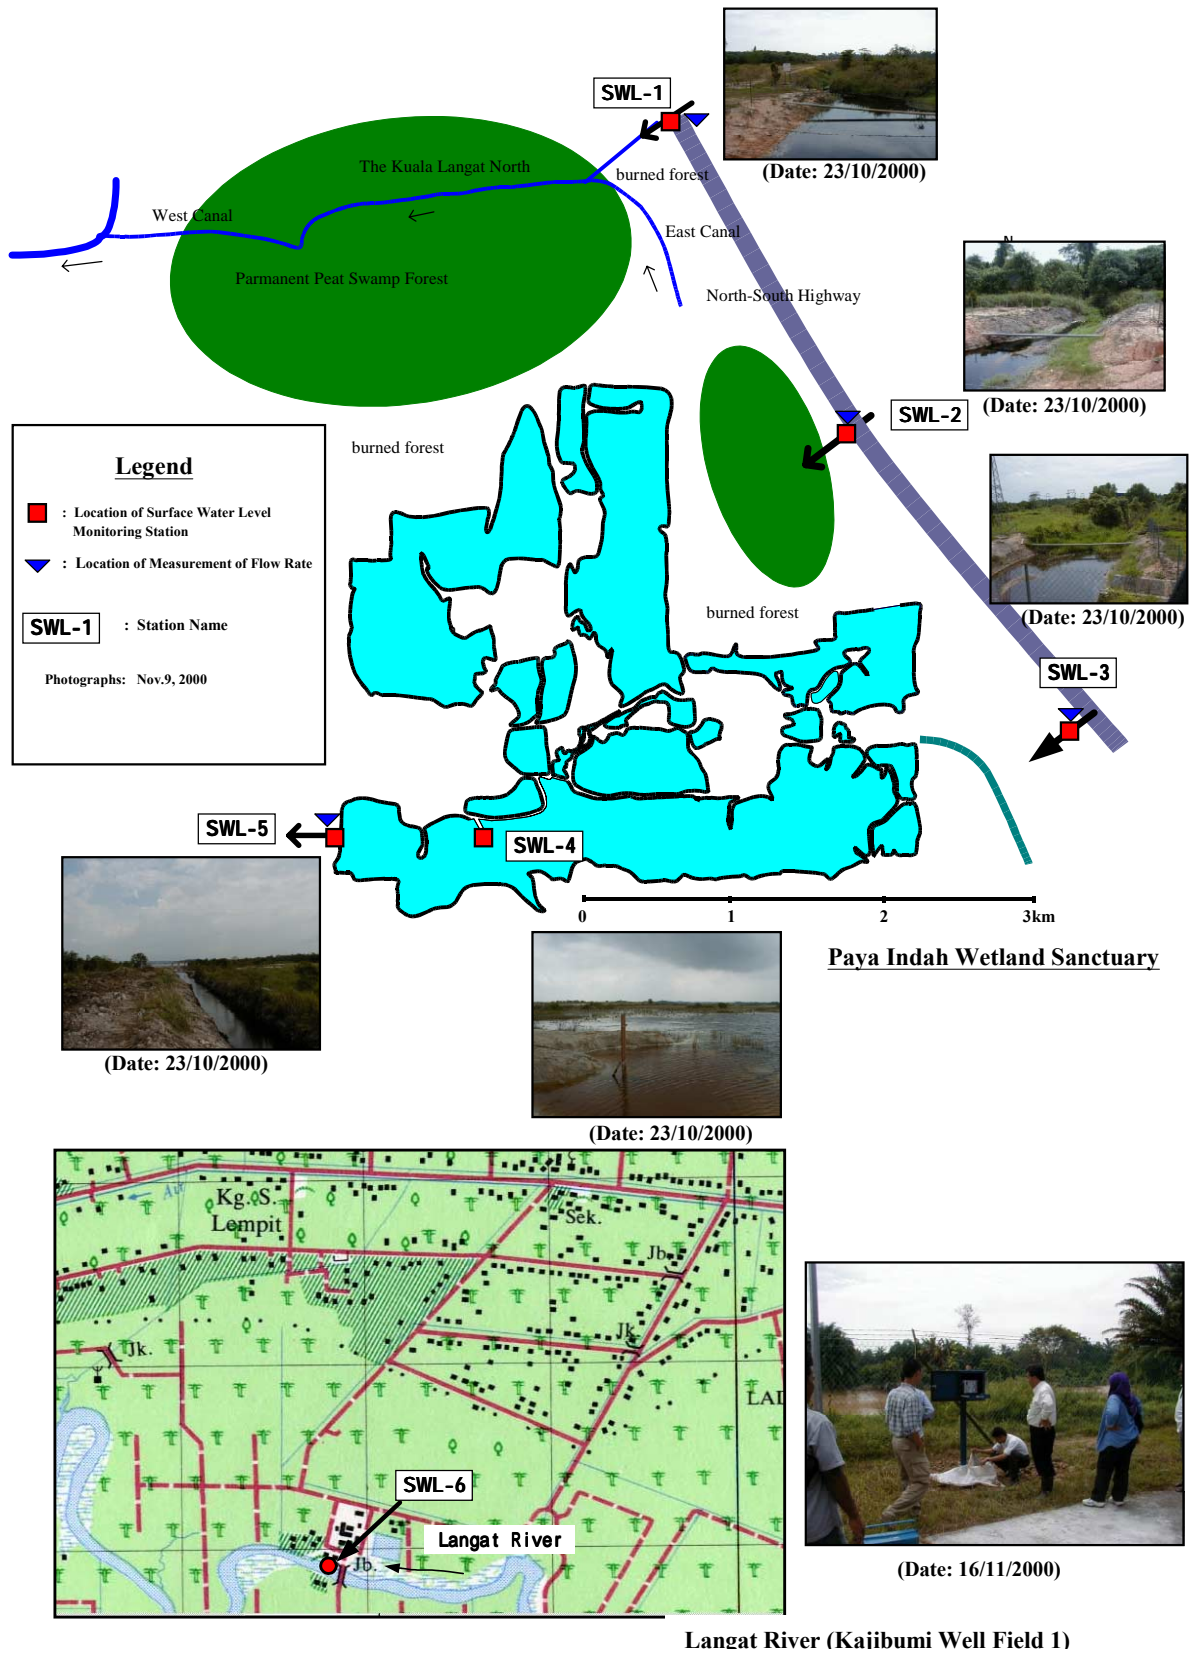 SWL-1
(Date: 23/10/2000)
The Kuala Langat North
burned forest
West Canal
East Canal
Parmanent Peat Swamp Forest
North-South Highway
N
SWL-2
(Date: 23/10/2000)
burned forest
Legend
: Location of Surface Water Level
Monitoring Station
: Location of Measurement of Flow Rate
SWL-1 : Station Name
Photographs: Nov.9, 2000
burned forest
(Date: 23/10/2000)
SWL-3
SWL-5
SWL-4
0 1 2 3km
Paya Indah Wetland Sanctuary
(Date: 23/10/2000)
(Date: 23/10/2000)
Kg. S.
Lempit
Sek.
Jb.
Jk.
Jk.
LAD
SWL-6
Langat River
Jb.
(Date: 16/11/2000)
Langat River (Kajibumi Well Field 1)